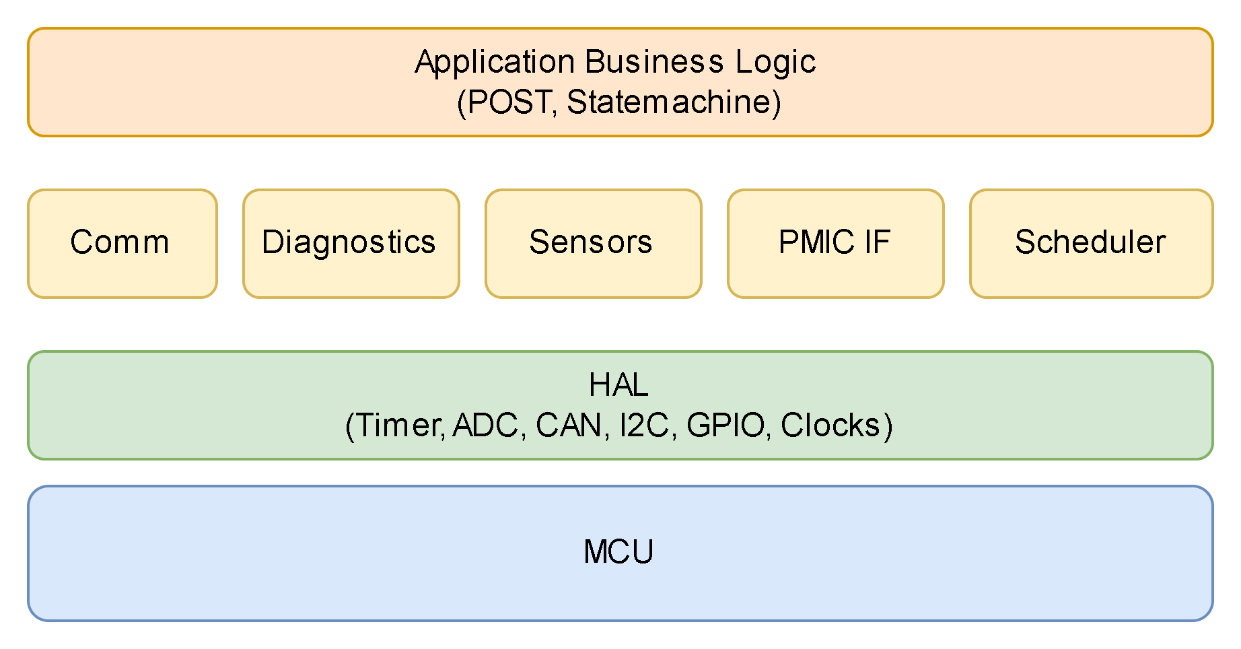 Application Business Logic
(POST, Statemachine)
Comm
Diagnostics
Sensors
PMIC IF
Scheduler
HAL
(Timer, ADC, CAN, I2C, GPIO, Clocks)
MCU